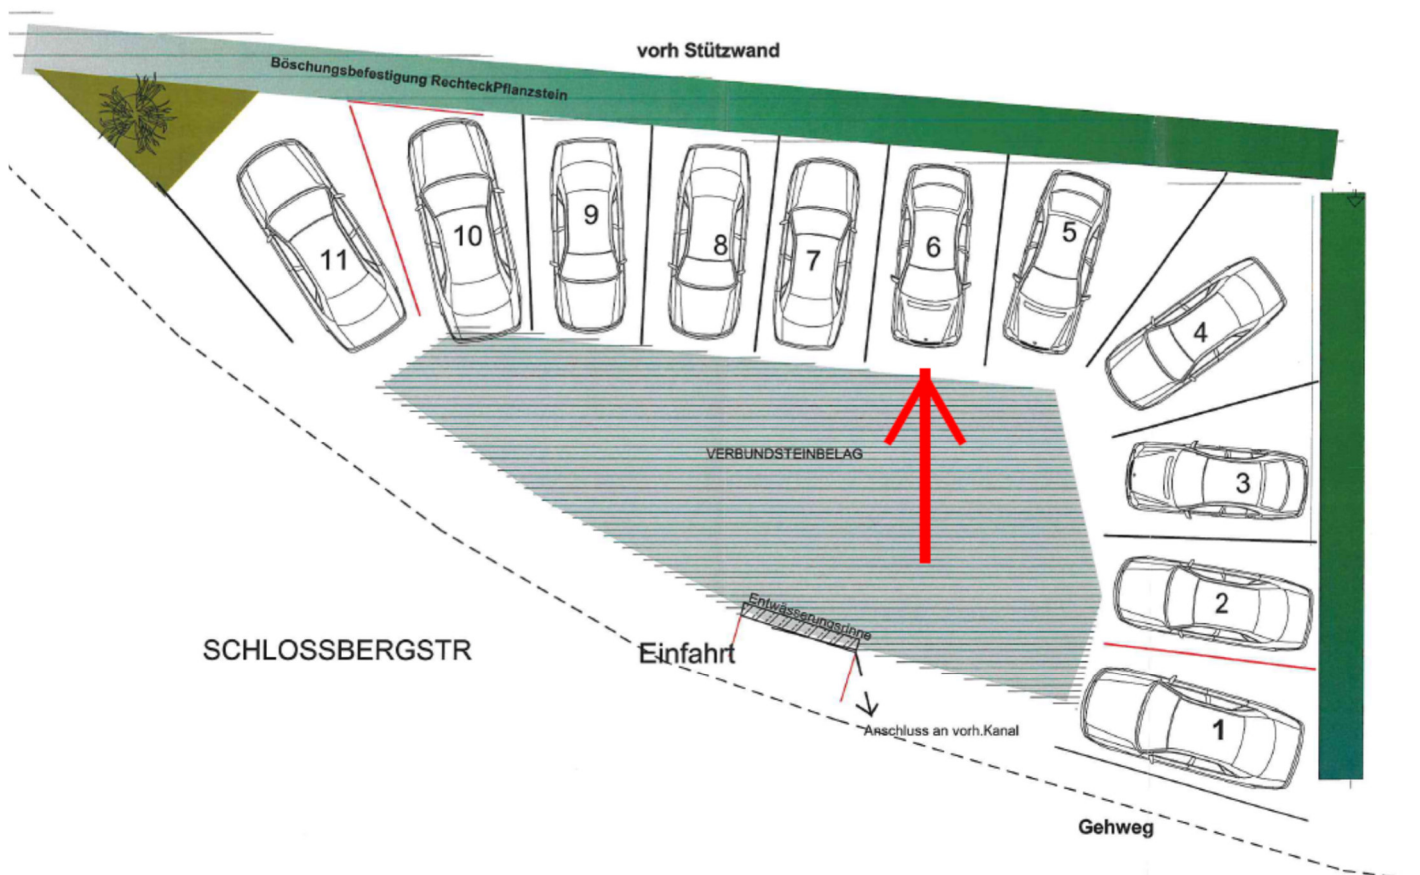 vorh Stützwand
Böschungsbefestigung RechteckPflanzstein
11
10
9
8
7
6
5
4
3
2
1
VERBUNDSTEINBELAG
Entwässerungsrinne
Einfahrt
SCHLOSSBERGSTR
Anschluss an vorh.Kanal
Gehweg